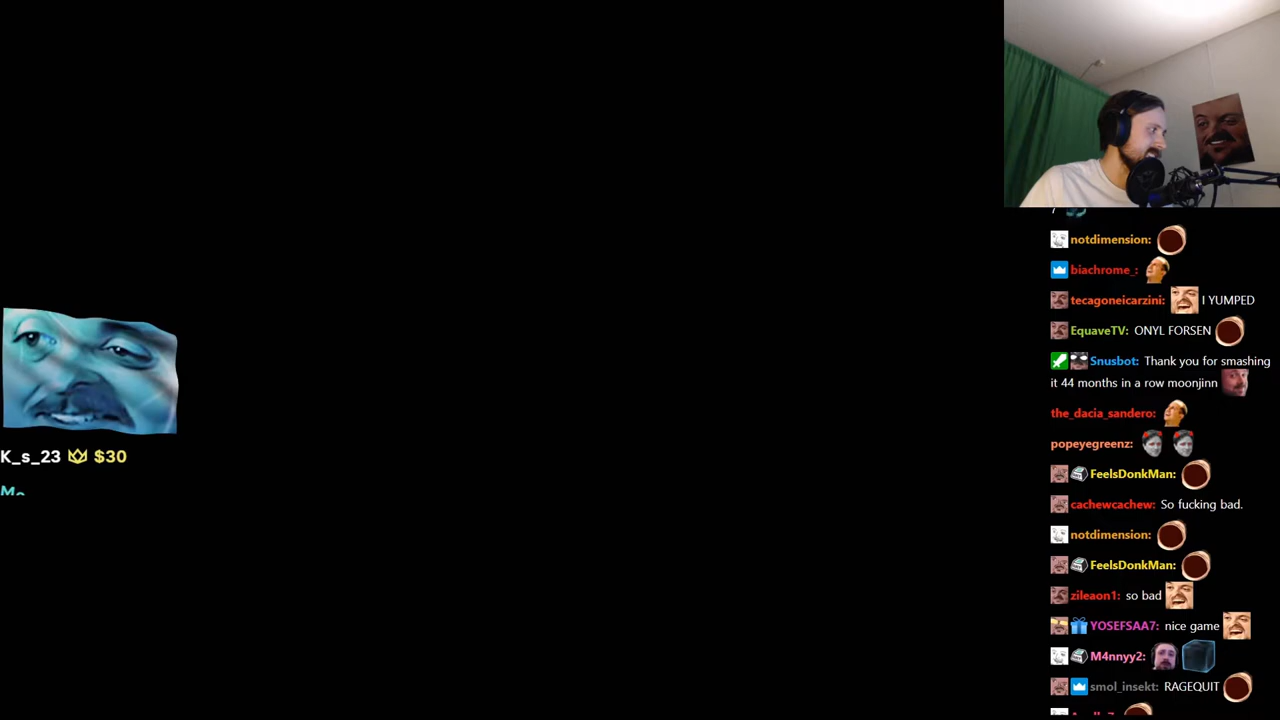 K_s_23 $30
notdimension:
biachrome_:
tecagoneicarzini: I YUMPED
EquaveTV: ONYL FORSEN
Snusbot: Thank you for smashing
it 44 months in a row moonjinn
the_dacia_sandero:
popeyegreenz:
FeelsDonkMan:
cachewcachew: So fucking bad.
notdimension:
FeelsDonkMan:
zileaon1: so bad
YOSEFSAA7: nice game
M4nnyy2:
smol_insekt: RAGEQUIT